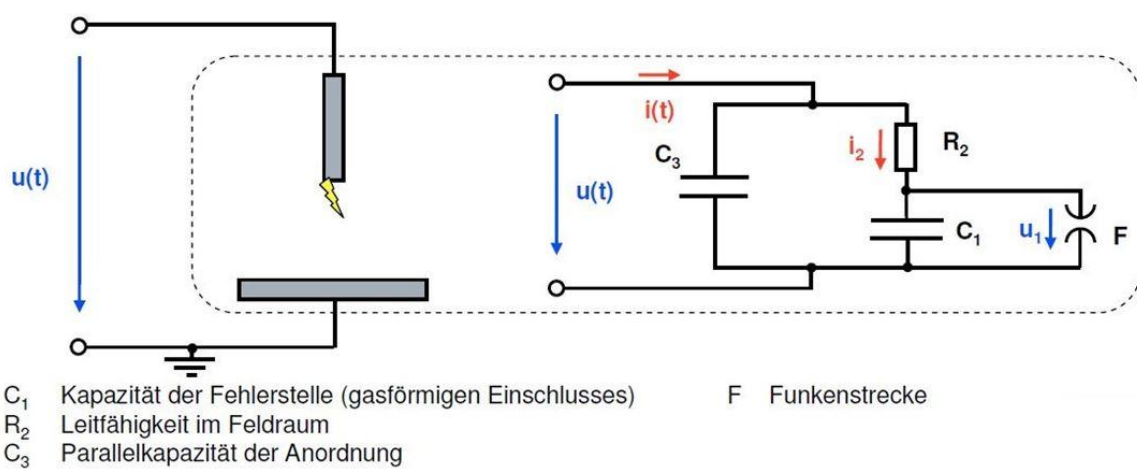 u(t)
u(t)
i(t)
C3
i2
R2
C1
u1
F
C1 Kapazität der Fehlerstelle (gasförmigen Einschlusses) F Funkenstrecke
R2 Leitfähigkeit im Feldraum
C3 Parallelkapazität der Anordnung